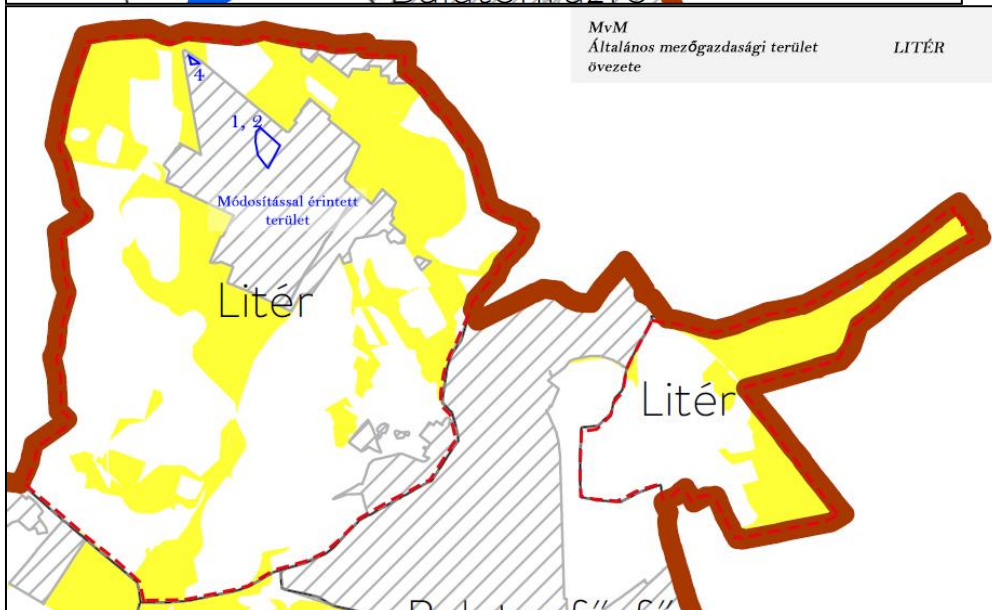 MvM
Általános mezőgazdasági terület
övezete
LITÉR
4
1, 2
Módosítással érintett
terület
Litér
Litér